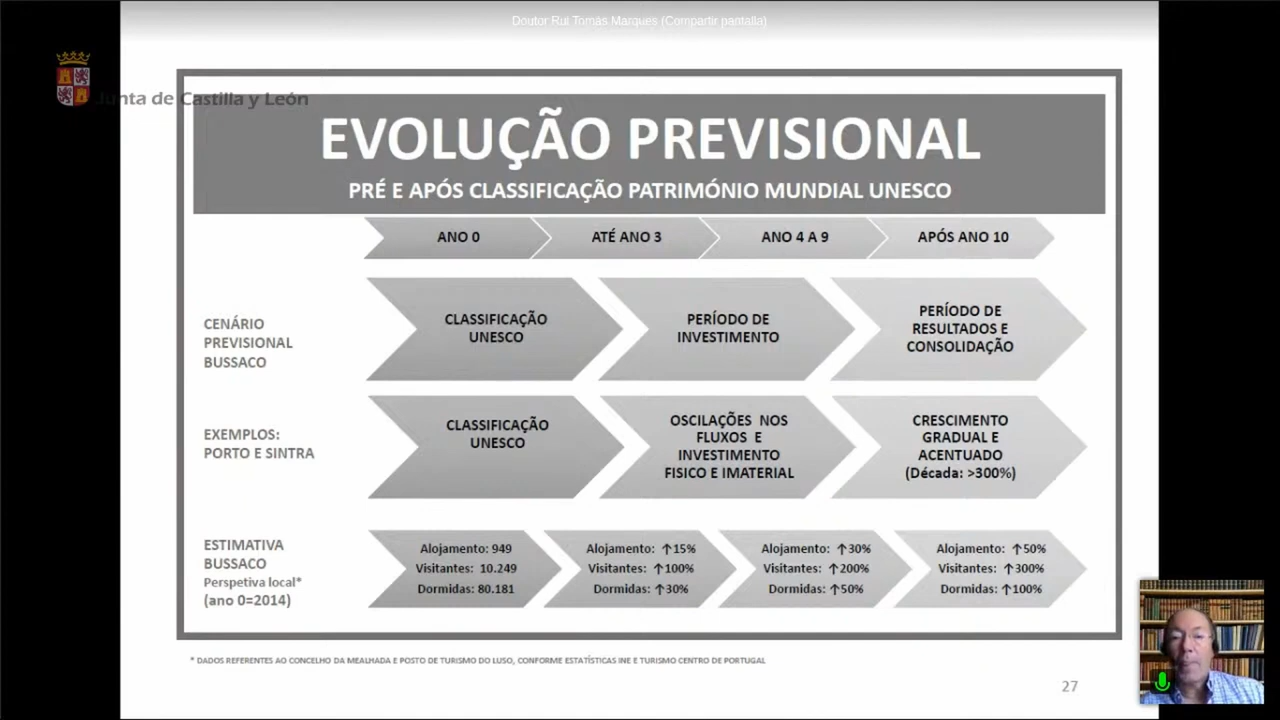 Doutor Rui Tomás Marques (Compartir pantalla)
Junta de Castilla y León
EVOLUÇÃO PREVISIONAL
PRÉ E APÓS CLASSIFICAÇÃO PATRIMÓNIO MUNDIAL UNESCO
ANO 0
ATÉ ANO 3
ANO 4 A 9
APÓS ANO 10
CENÁRIO
PREVISIONAL
BUSSACO
CLASSIFICAÇÃO
UNESCO
PERÍODO DE
INVESTIMENTO
PERÍODO DE
RESULTADOS E
CONSOLIDAÇÃO
EXEMPLOS:
PORTO E SINTRA
CLASSIFICAÇÃO
UNESCO
OSCILAÇÕES NOS
FLUXOS E
INVESTIMENTO
FISICO E IMATERIAL
CRESCIMENTO
GRADUAL E
ACENTUADO
(Década: >300%)
ESTIMATIVA
BUSSACO
Perspetiva local*
(ano 0=2014)
Alojamento: 949
Visitantes: 10.249
Dormidas: 80.181
Alojamento: ↑15%
Visitantes: ↑100%
Dormidas: ↑30%
Alojamento: ↑30%
Visitantes: ↑200%
Dormidas: ↑50%
Alojamento: ↑50%
Visitantes: ↑300%
Dormidas: ↑100%
* DADOS REFERENTES AO CONCELHO DA MEALHADA E POSTO DE TURISMO DO LUSO, CONFORME ESTATÍSTICAS INE E TURISMO CENTRO DE PORTUGAL
27